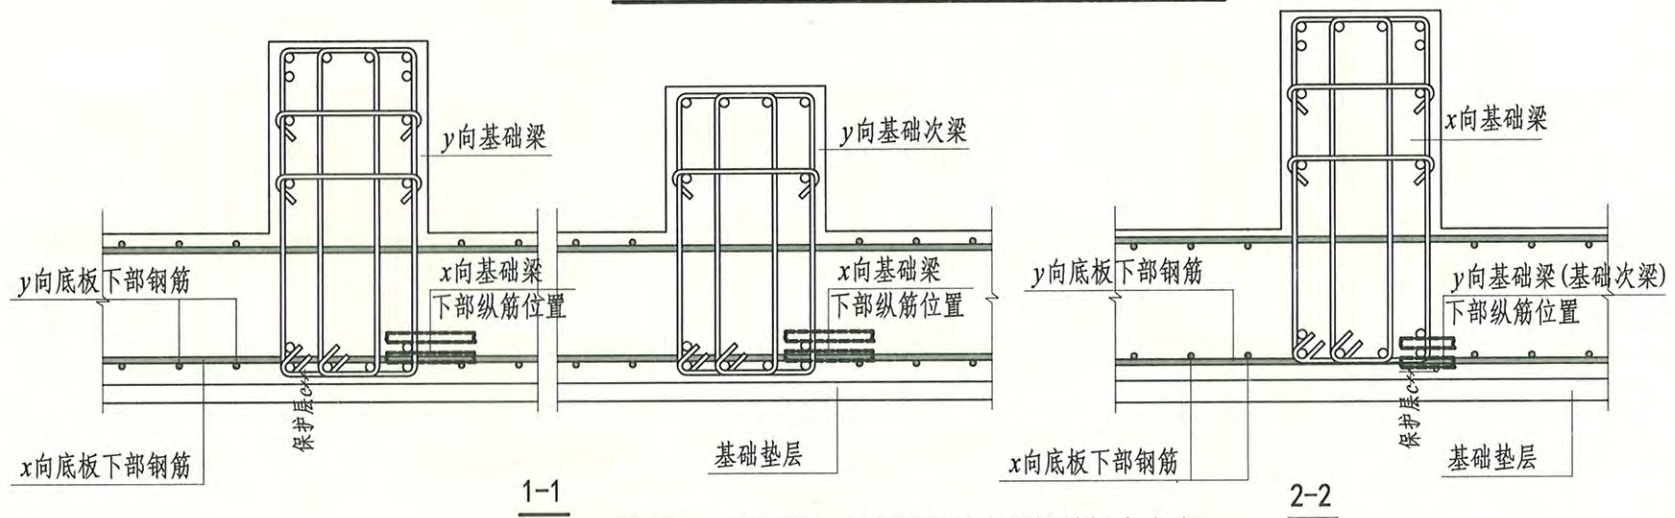 y向基础梁
y向基础次梁
x向基础梁
y向底板下部钢筋
x向基础梁
下部纵筋位置
x向基础梁
下部纵筋位置
y向底板下部钢筋
y向基础梁(基础次梁)
下部纵筋位置
保护层c
保护层c
x向底板下部钢筋
基础垫层
x向底板下部钢筋
基础垫层
1-1
2-2